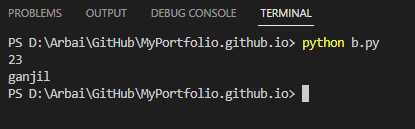 PROBLEMS OUTPUT DEBUG CONSOLE TERMINAL
PS D:\Arbai\GitHub\MyPortfolio.github.io> python b.py
23
ganjil
PS D:\Arbai\GitHub\MyPortfolio.github.io>